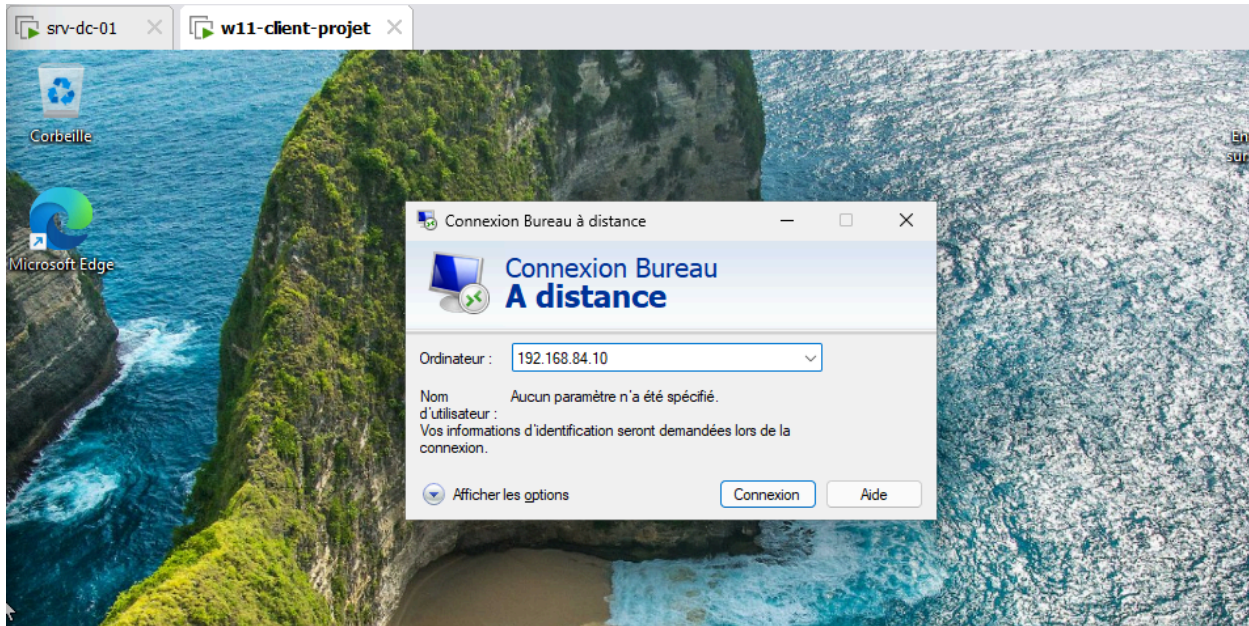 srv-dc-01
w11-client-projet
Corbeille
En
sur
Microsoft Edge
Connexion Bureau à distance
Connexion Bureau
A distance
Ordinateur :
192.168.84.10
Nom d'utilisateur :
Aucun paramètre n'a été spécifié.
Vos informations d'identification seront demandées lors de la
connexion.
Afficher les options
Connexion
Aide